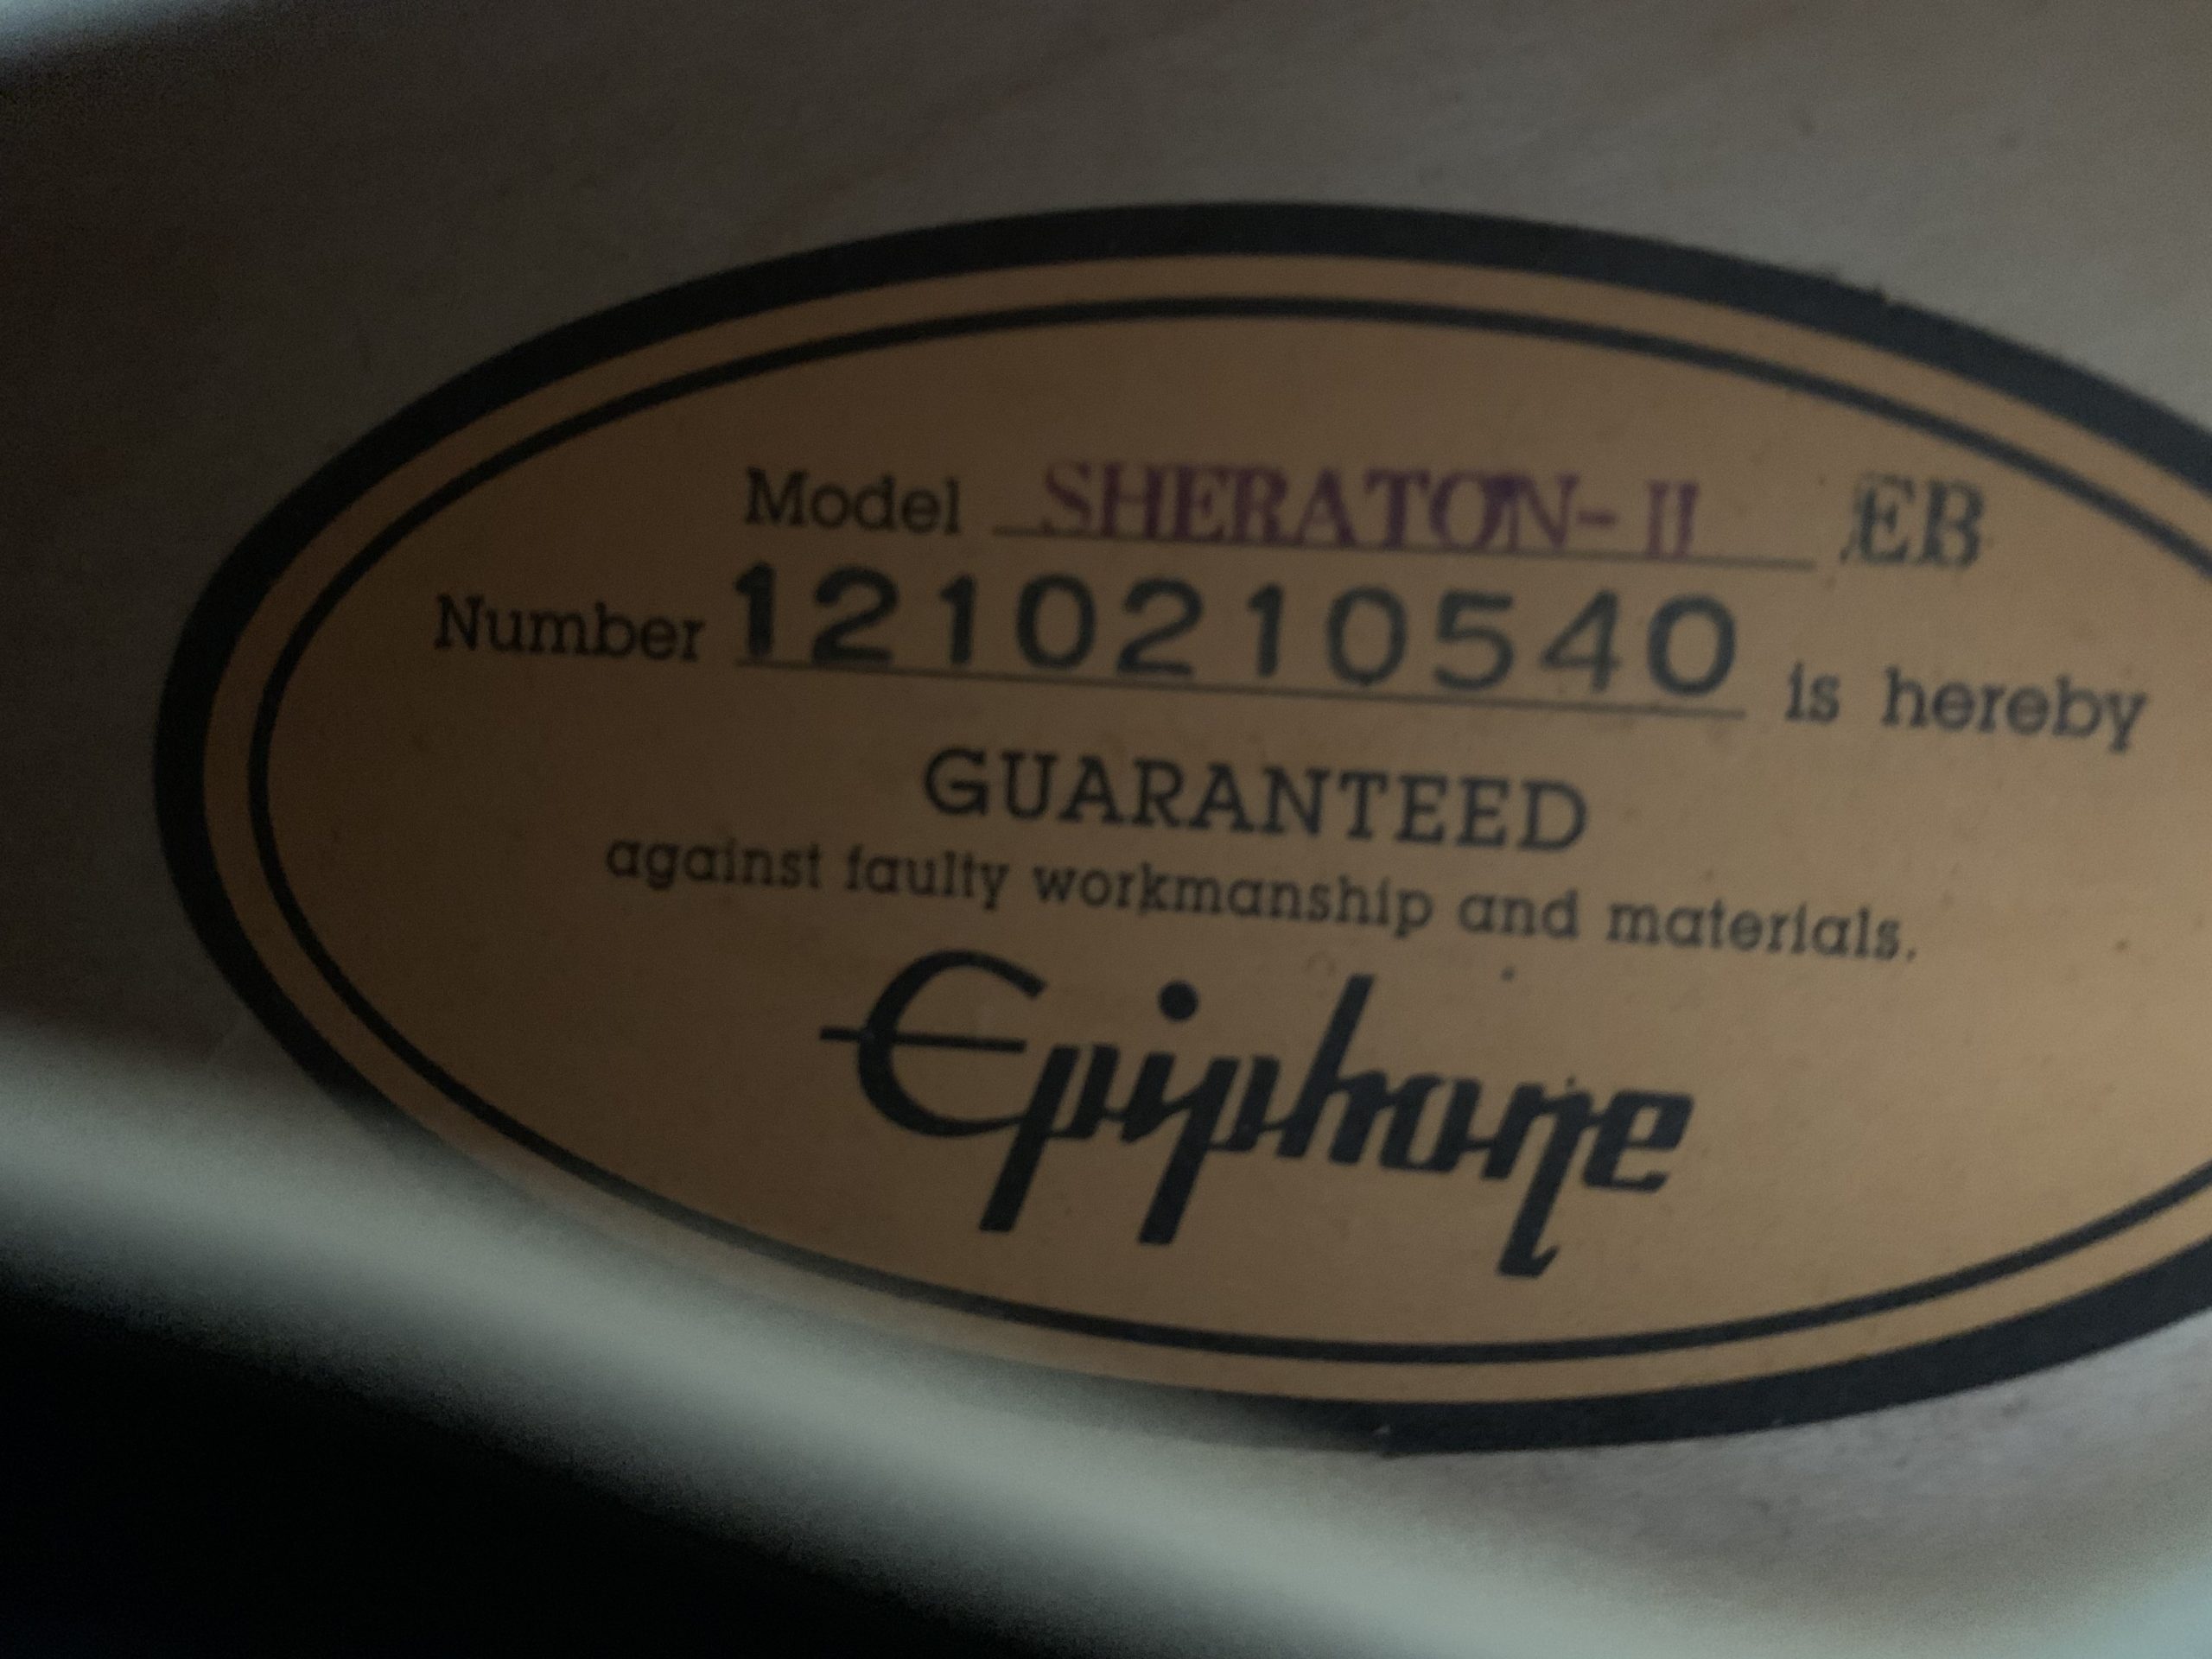 Model SHERATON-II EB
Number 1210210540 is hereby
GUARANTEED
against faulty workmanship and materials.
Epiphone